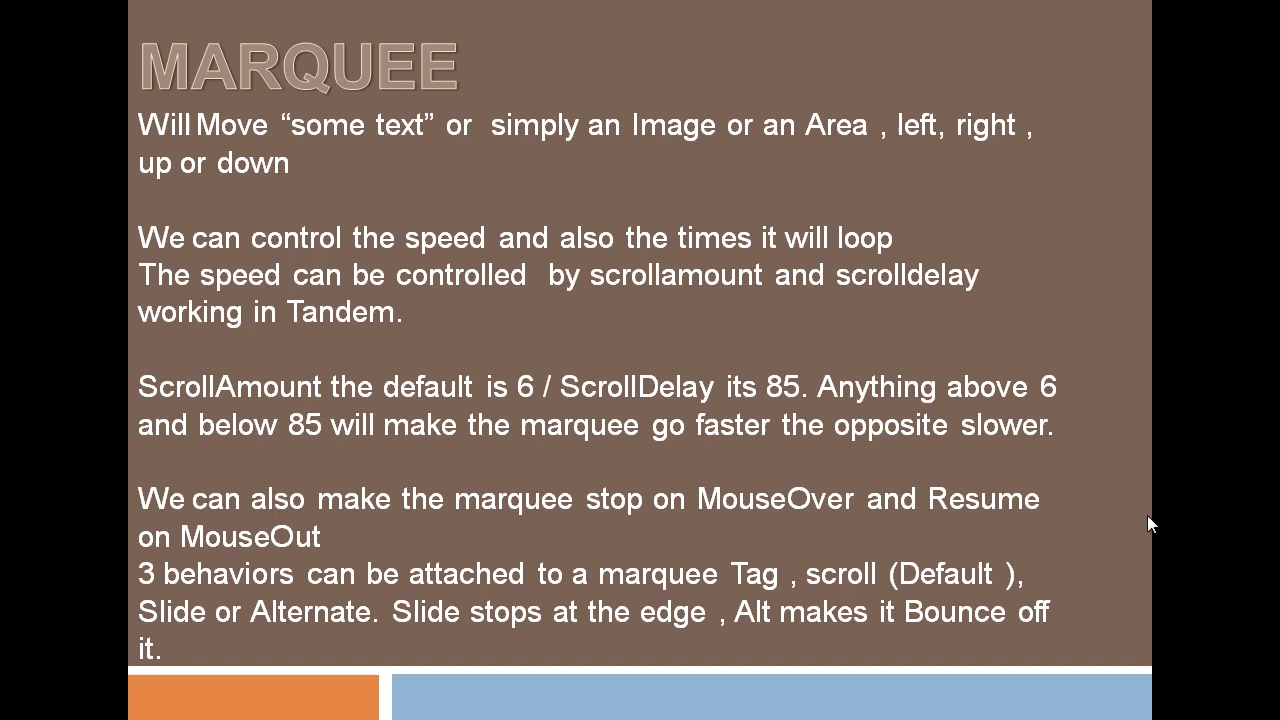 MARQUEE
Will Move “some text” or simply an Image or an Area , left, right ,
up or down
We can control the speed and also the times it will loop
The speed can be controlled by scrollamount and scrolldelay
working in Tandem.
ScrollAmount the default is 6 / ScrollDelay its 85. Anything above 6
and below 85 will make the marquee go faster the opposite slower.
We can also make the marquee stop on MouseOver and Resume
on MouseOut
3 behaviors can be attached to a marquee Tag , scroll (Default ),
Slide or Alternate. Slide stops at the edge , Alt makes it Bounce off
it.